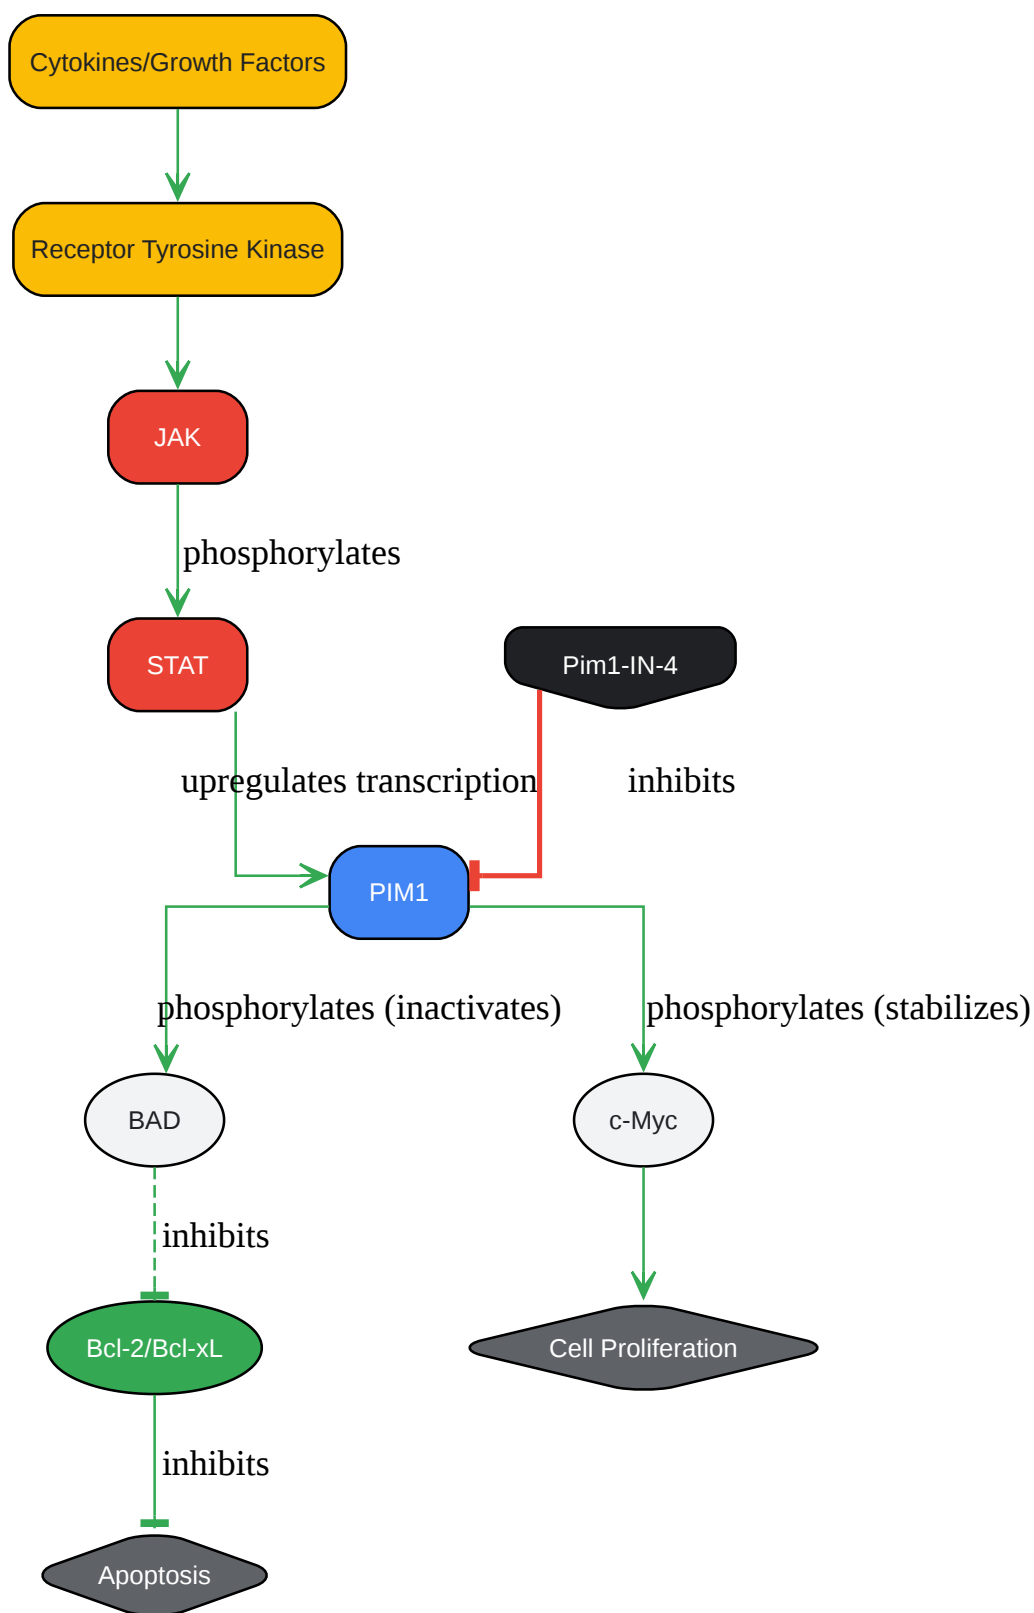 Cytokines/Growth Factors
Receptor Tyrosine Kinase
JAK
phosphorylates
STAT
Pim1-IN-4
upregulates transcription
inhibits
PIM1
phosphorylates (inactivates)
phosphorylates (stabilizes)
BAD
c-Myc
inhibits
Bcl-2/Bcl-xL
Cell Proliferation
inhibits
Apoptosis